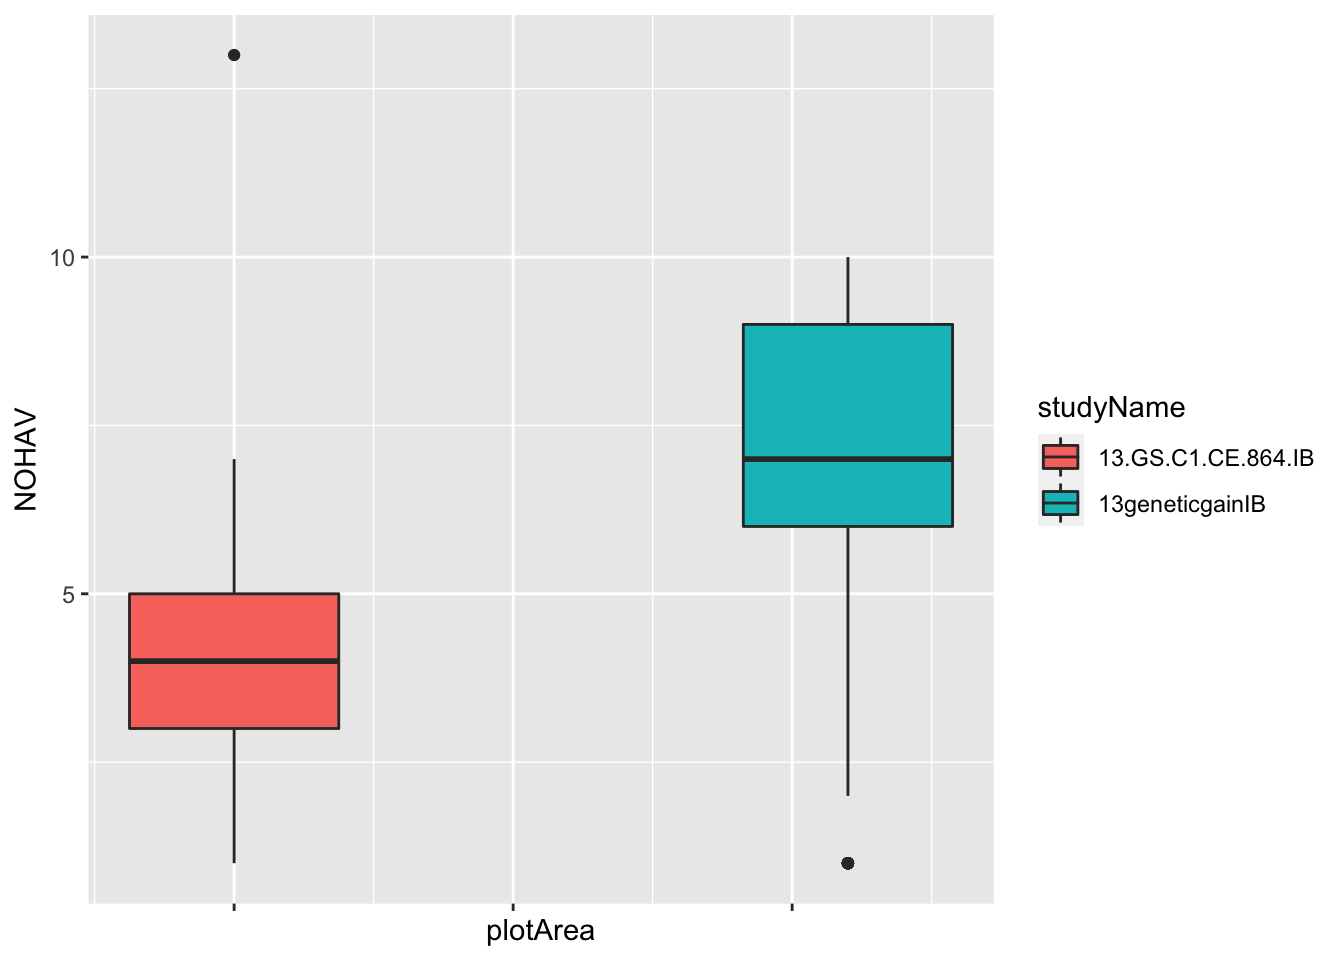 NOHAV
10
5
plotArea
studyName
13.GS.C1.CE.864.IB
13geneticgainIB